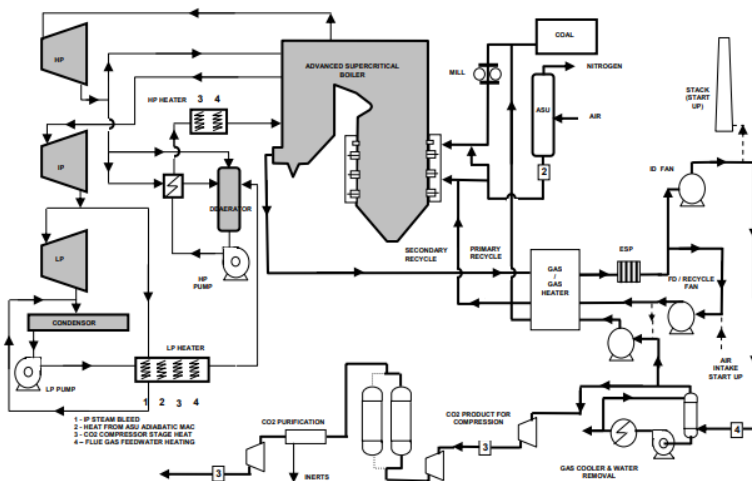 HP
ADVANCED SUPERCRITICAL
BOILER
COAL
MILL
NITROGEN
ASU
AIR
2
STACK
(START
UP)
HP HEATER
3 4
IP
DEAERATOR
HP
PUMP
ID FAN
SECONDARY
RECYCLE
PRIMARY
RECYCLE
GAS
/
GAS
HEATER
ESP
FD / RECYCLE
FAN
LP
CONDENSOR
LP PUMP
LP HEATER
1 2 3 4
AIR
INTAKE
START UP
1 - IP STEAM BLEED
2 - HEAT FROM ASU ADIABATIC MAC
3 - CO2 COMPRESSOR STAGE HEAT
4 – FLUE GAS FEEDWATER HEATING
CO2 PURIFICATION
CO2 PRODUCT FOR
COMPRESSION
3
4
3
INERTS
GAS COOLER & WATER
REMOVAL